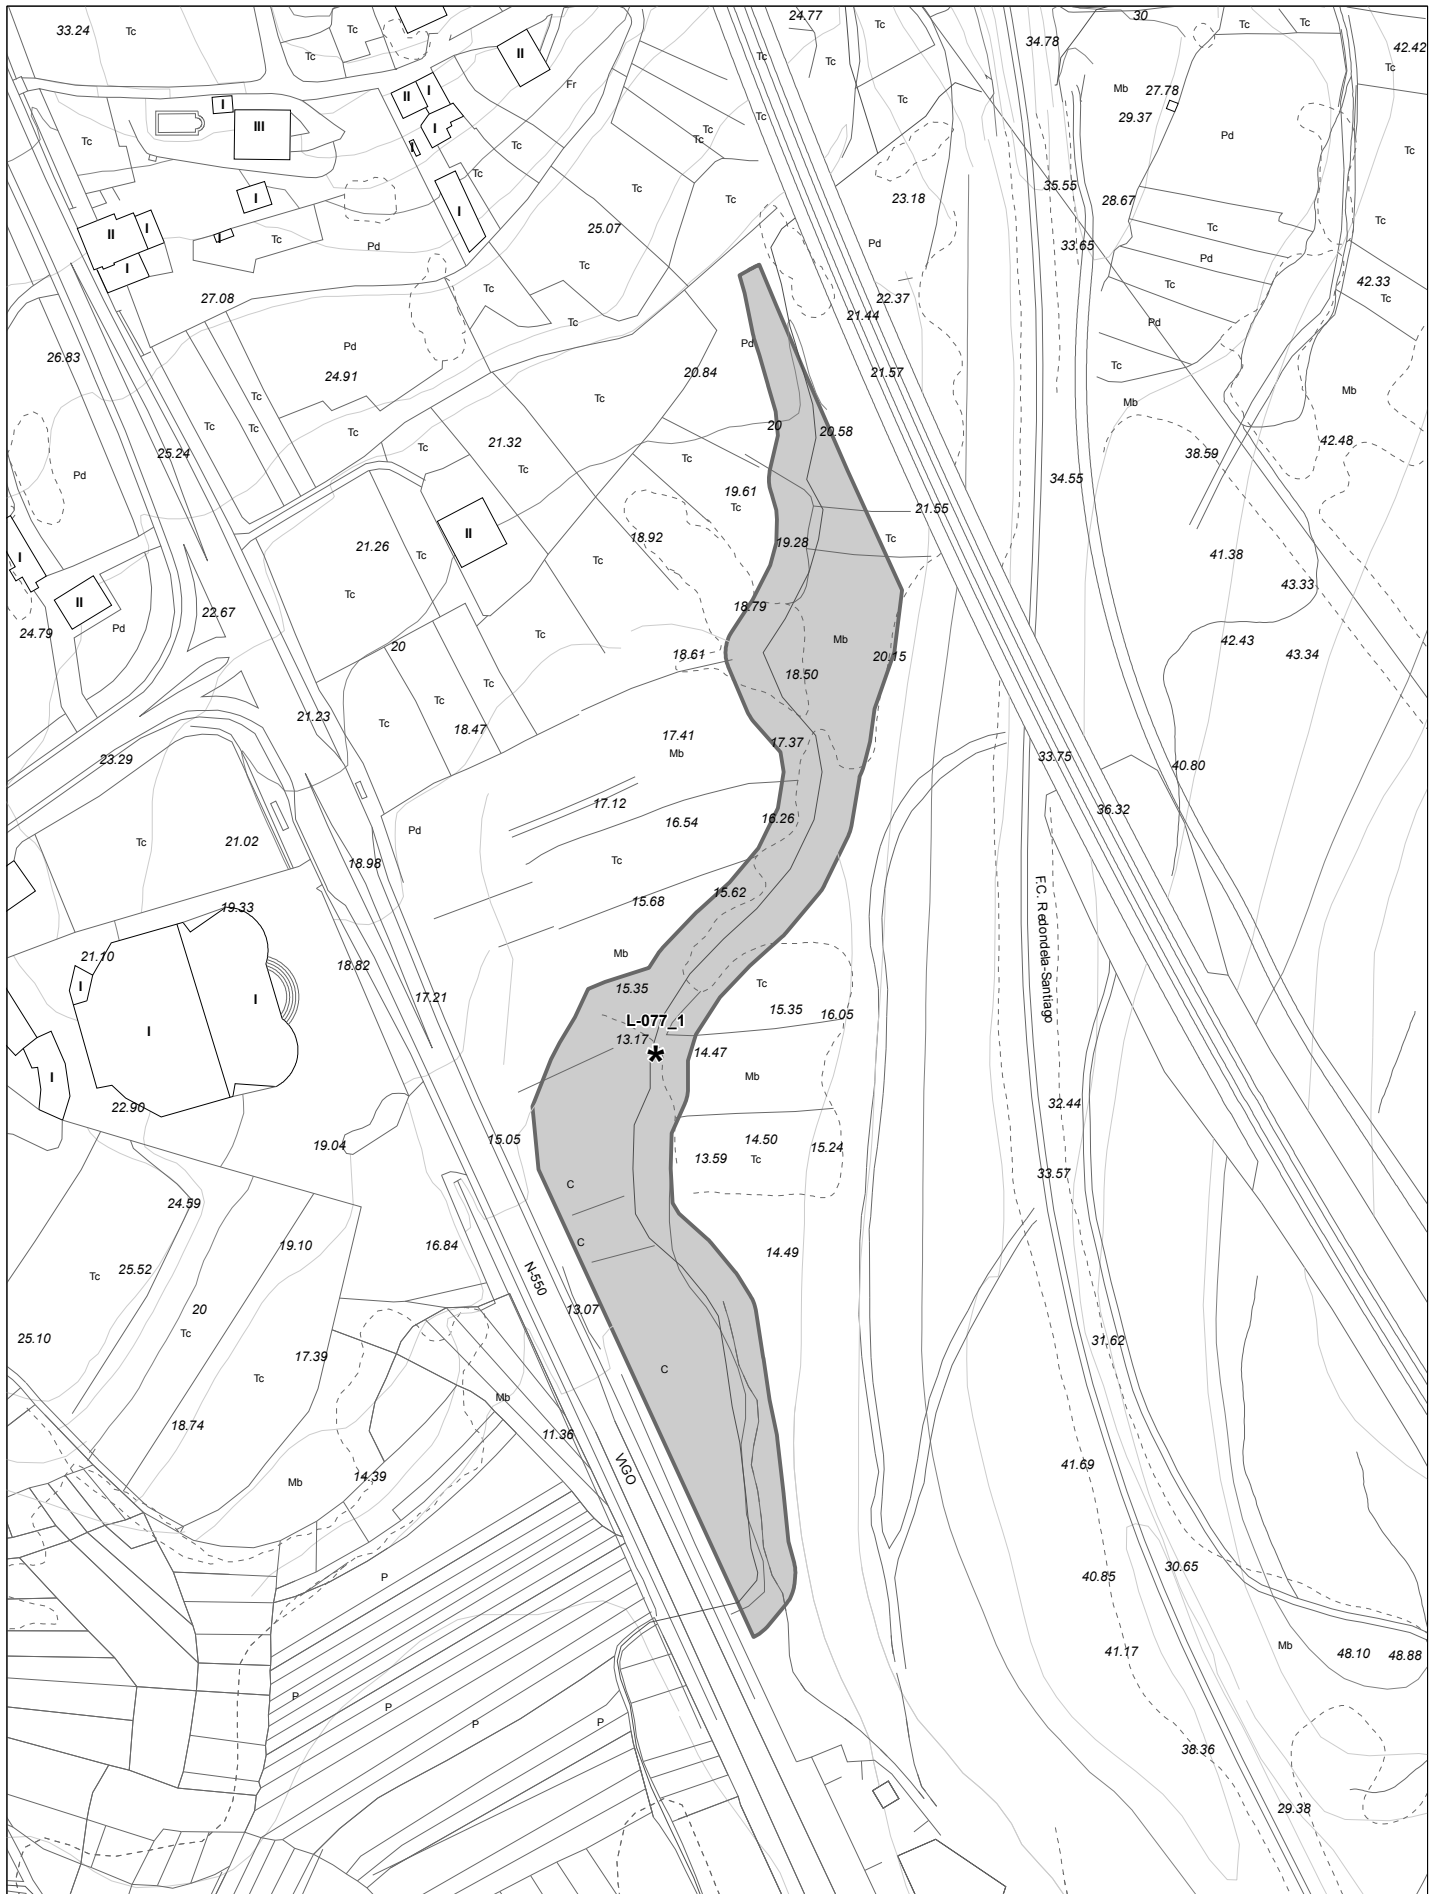 33.24
Tc
Tc
Tc
II
24.77
Tc
Tc
Tc
34.78
30
Tc
Tc
42.42
Tc
I
III
II
I
I
I
Fr
Tc
Tc
Tc
Mb
27.78
29.37
Pd
Tc
Tc
Tc
Tc
I
Tc
Tc
23.18
35.55
28.67
Tc
Tc
II
I
I
I
Tc
Pd
I
25.07
Tc
Pd
33.65
Pd
Tc
42.33
Tc
27.08
Tc
Tc
22.37
21.44
Pd
26.83
Pd
24.91
Pd
20.84
21.57
Tc
Mb
Mb
Tc
Tc
Tc
Tc
Tc
21.32
Tc
20
20.58
42.48
25.24
Pd
Tc
19.61
Tc
38.59
34.55
21.55
I
21.26
Tc
II
18.92
Tc
19.28
Tc
41.38
43.33
II
22.67
Tc
18.79
24.79
Pd
20
Tc
18.61
Mb
20.15
42.43
43.34
21.23
Tc
Tc
Tc
18.47
18.50
17.41
Mb
17.37
23.29
33.75
40.80
17.12
16.54
16.26
36.32
Tc
21.02
18.98
Pd
Tc
15.62
15.68
19.33
F.C. Redondela-Santiago
21.10
I
I
I
18.82
17.21
Mb
15.35
Tc
15.35
16.05
L-077_1
13.17
*
14.47
I
Mb
22.90
32.44
19.04
15.05
14.50
13.59
Tc
15.24
33.57
C
24.59
19.10
16.84
C
14.49
Tc
25.52
20
Tc
N-550
13.07
25.10
17.39
Tc
31.62
C
Mb
18.74
11.36
VIGO
Mb
14.39
41.69
P
40.85
30.65
41.17
Mb
48.10
48.88
P
P
P
P
38.36
29.38